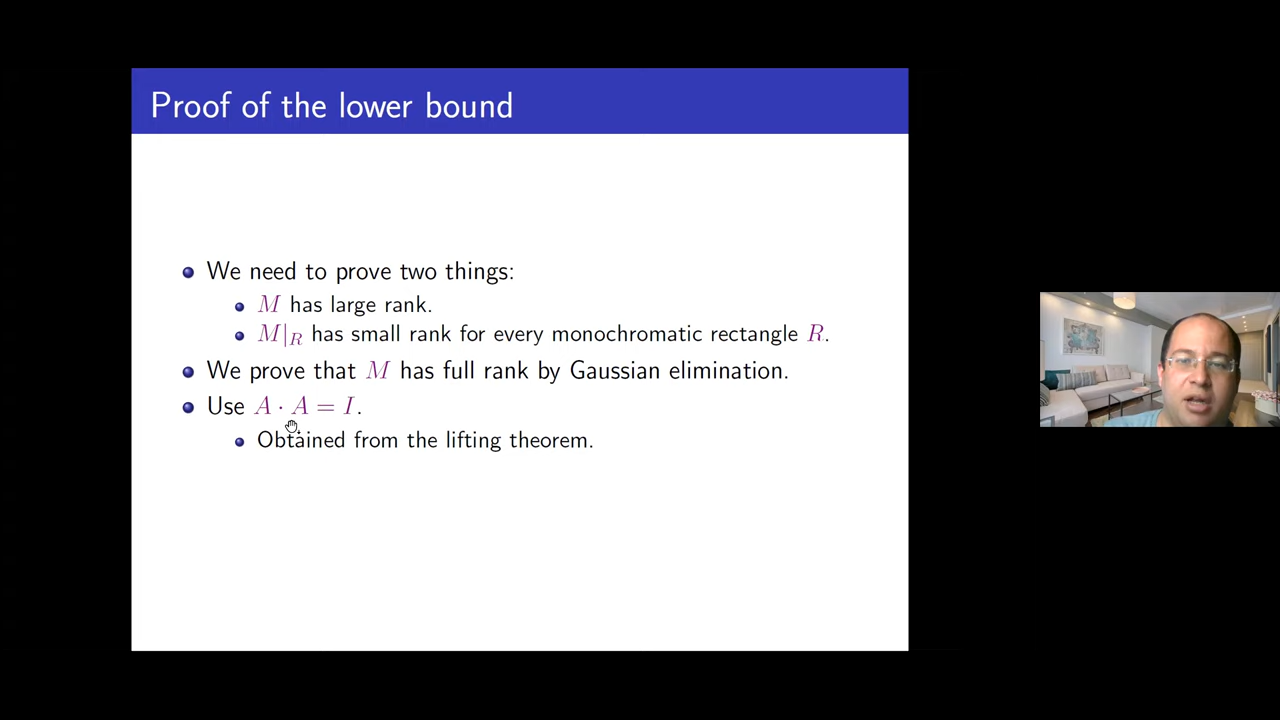 Proof of the lower bound
We need to prove two things:
M has large rank.
M|_R has small rank for every monochromatic rectangle R.
We prove that M has full rank by Gaussian elimination.
Use A · A = I.
Obtained from the lifting theorem.